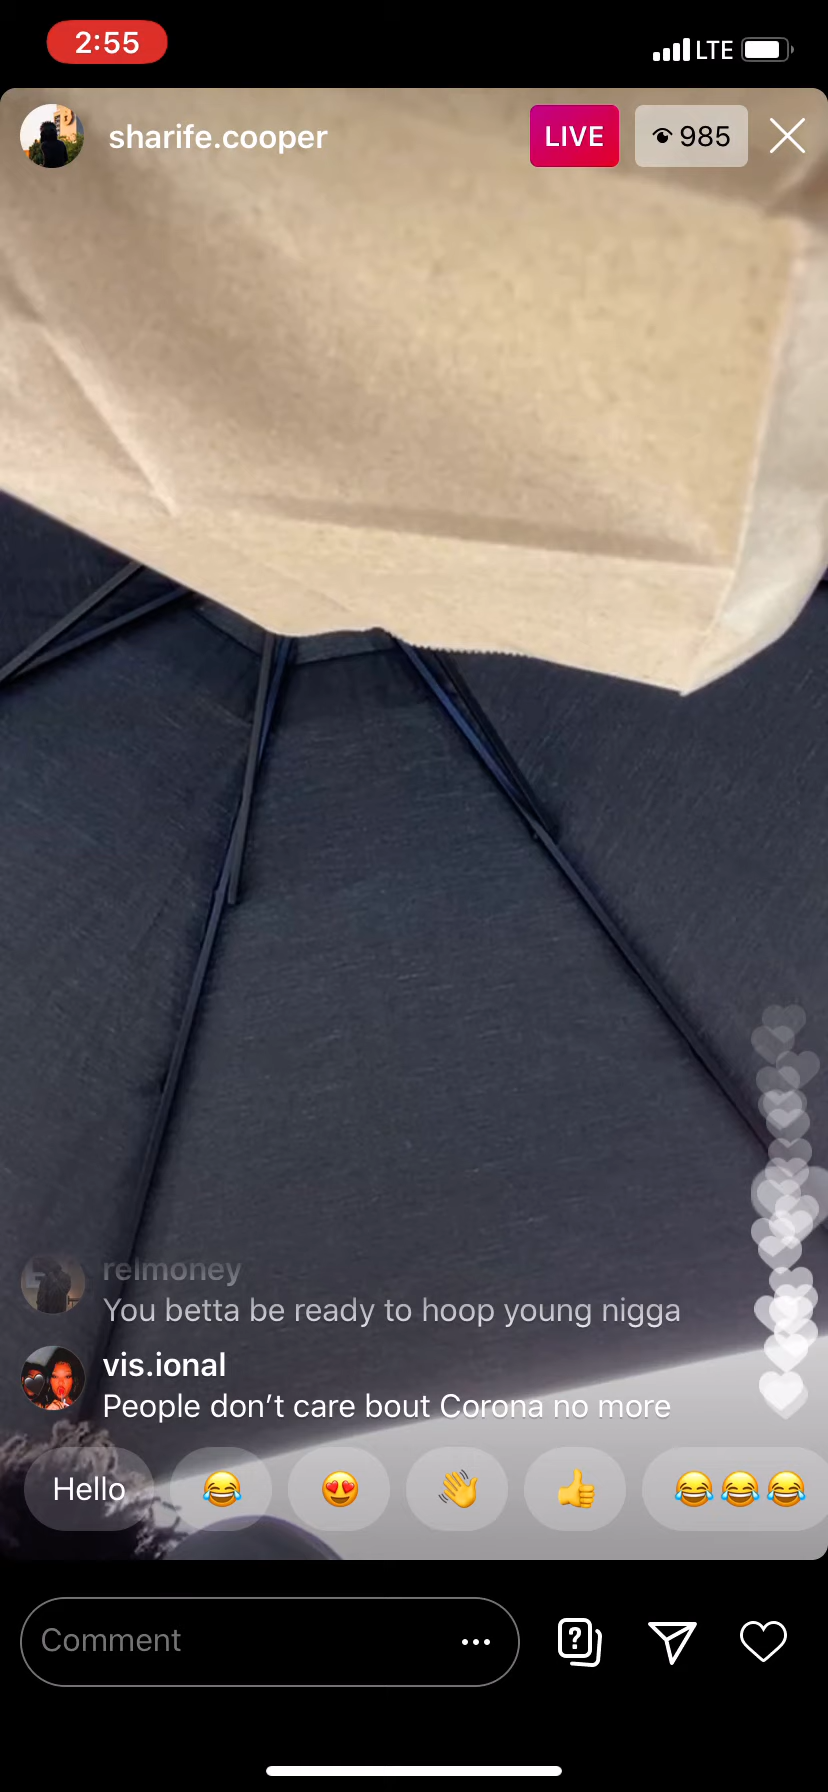 2:55
LTE
sharife.cooper
LIVE
985
relmoney
You betta be ready to hoop young nigga
vis.ional
People don’t care bout Corona no more
Hello
Comment